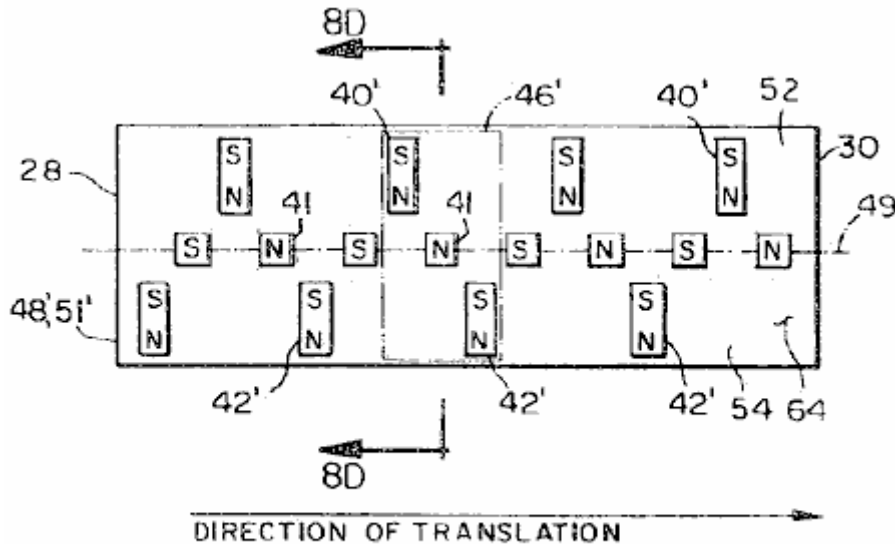 8D
46'
40' 40' 52
28 S S S S 30
N N N N
41 41 49
S N S N S N S N
48', 51' S S S S
N N N N
42' 42' 42' 54 64
8D
DIRECTION OF TRANSLATION